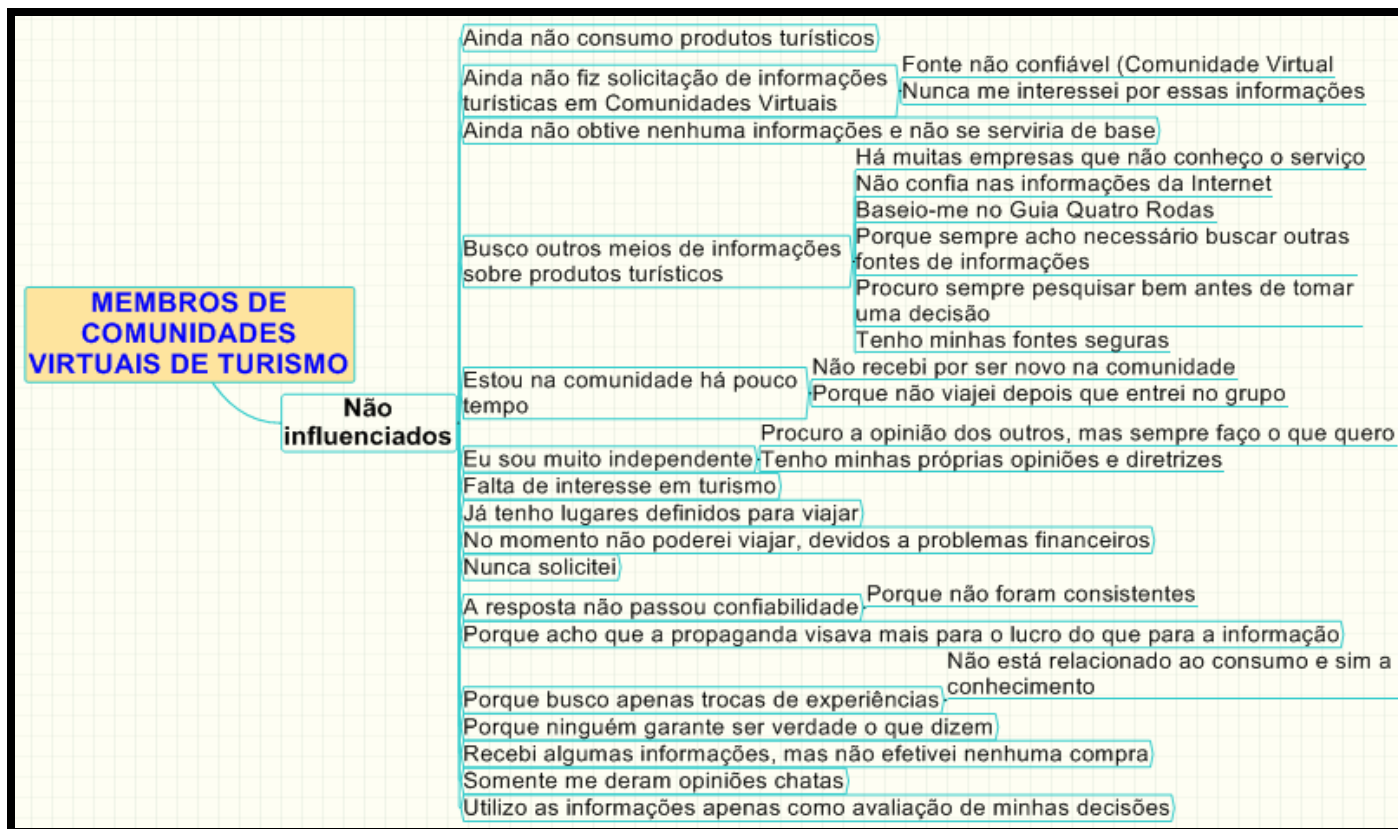 MEMBROS DE
COMUNIDADES
VIRTUAIS DE TURISMO
Não
influenciados
Ainda não consumo produtos turísticos
Ainda não fiz solicitação de informações
turísticas em Comunidades Virtuais
Fonte não confiável (Comunidade Virtual
Nunca me interessei por essas informações
Ainda não obtive nenhuma informações e não se serviria de base
Busco outros meios de informações
sobre produtos turísticos
Há muitas empresas que não conheço o serviço
Não confia nas informações da Internet
Baseio-me no Guia Quatro Rodas
Porque sempre acho necessário buscar outras
fontes de informações
Procuro sempre pesquisar bem antes de tomar
uma decisão
Tenho minhas fontes seguras
Estou na comunidade há pouco
tempo
Não recebi por ser novo na comunidade
Porque não viajei depois que entrei no grupo
Eu sou muito independente
Procuro a opinião dos outros, mas sempre faço o que quero
Tenho minhas próprias opiniões e diretrizes
Falta de interesse em turismo
Já tenho lugares definidos para viajar
No momento não poderei viajar, devidos a problemas financeiros
Nunca solicitei
A resposta não passou confiabilidade
Porque não foram consistentes
Porque acho que a propaganda visava mais para o lucro do que para a informação
Porque busco apenas trocas de experiências
Não está relacionado ao consumo e sim a
conhecimento
Porque ninguém garante ser verdade o que dizem
Recebi algumas informações, mas não efetivei nenhuma compra
Somente me deram opiniões chatas
Utilizo as informações apenas como avaliação de minhas decisões